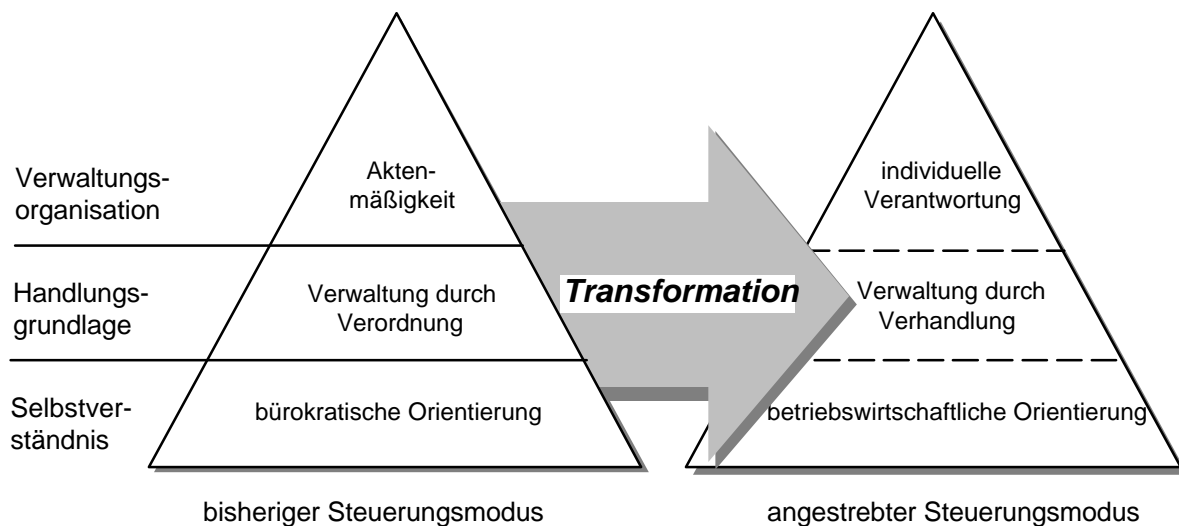 Verwaltungs-
organisation
Akten-
mäßigkeit
individuelle
Verantwortung
Handlungs-
grundlage
Verwaltung durch
Verordnung
Transformation
Verwaltung durch
Verhandlung
Selbstver-
ständnis
bürokratische Orientierung
betriebswirtschaftliche Orientierung
bisheriger Steuerungsmodus
angestrebter Steuerungsmodus